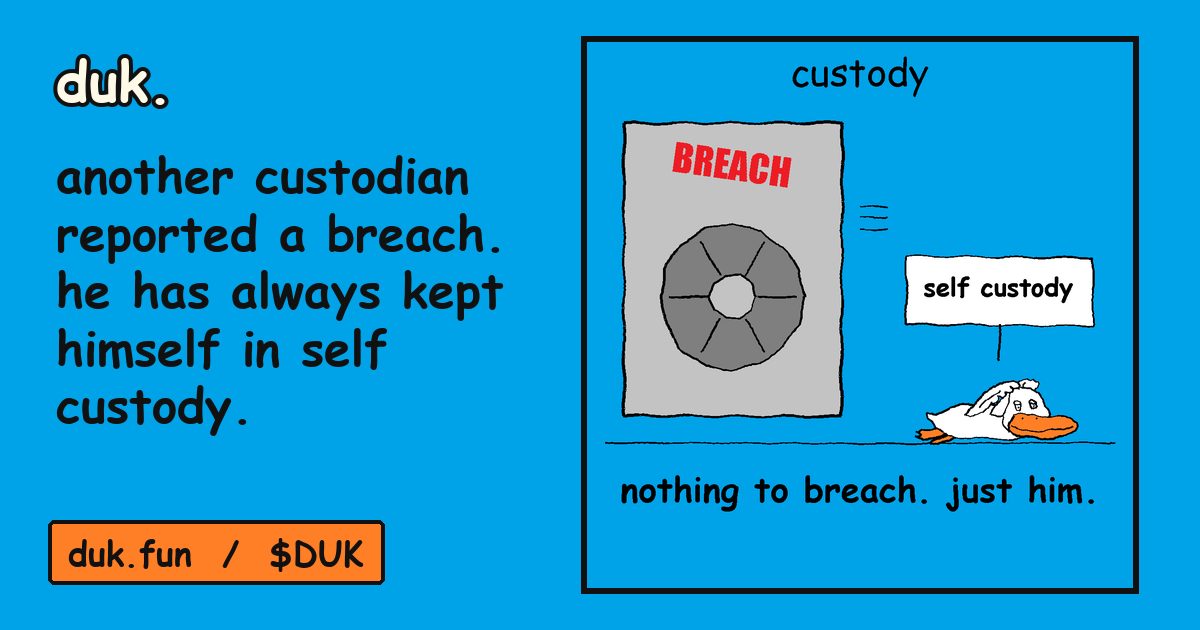 duk.
another custodian
reported a breach.
he has always kept
himself in self
custody.
duk.fun / $DUK
custody
BREACH
self custody
nothing to breach. just him.